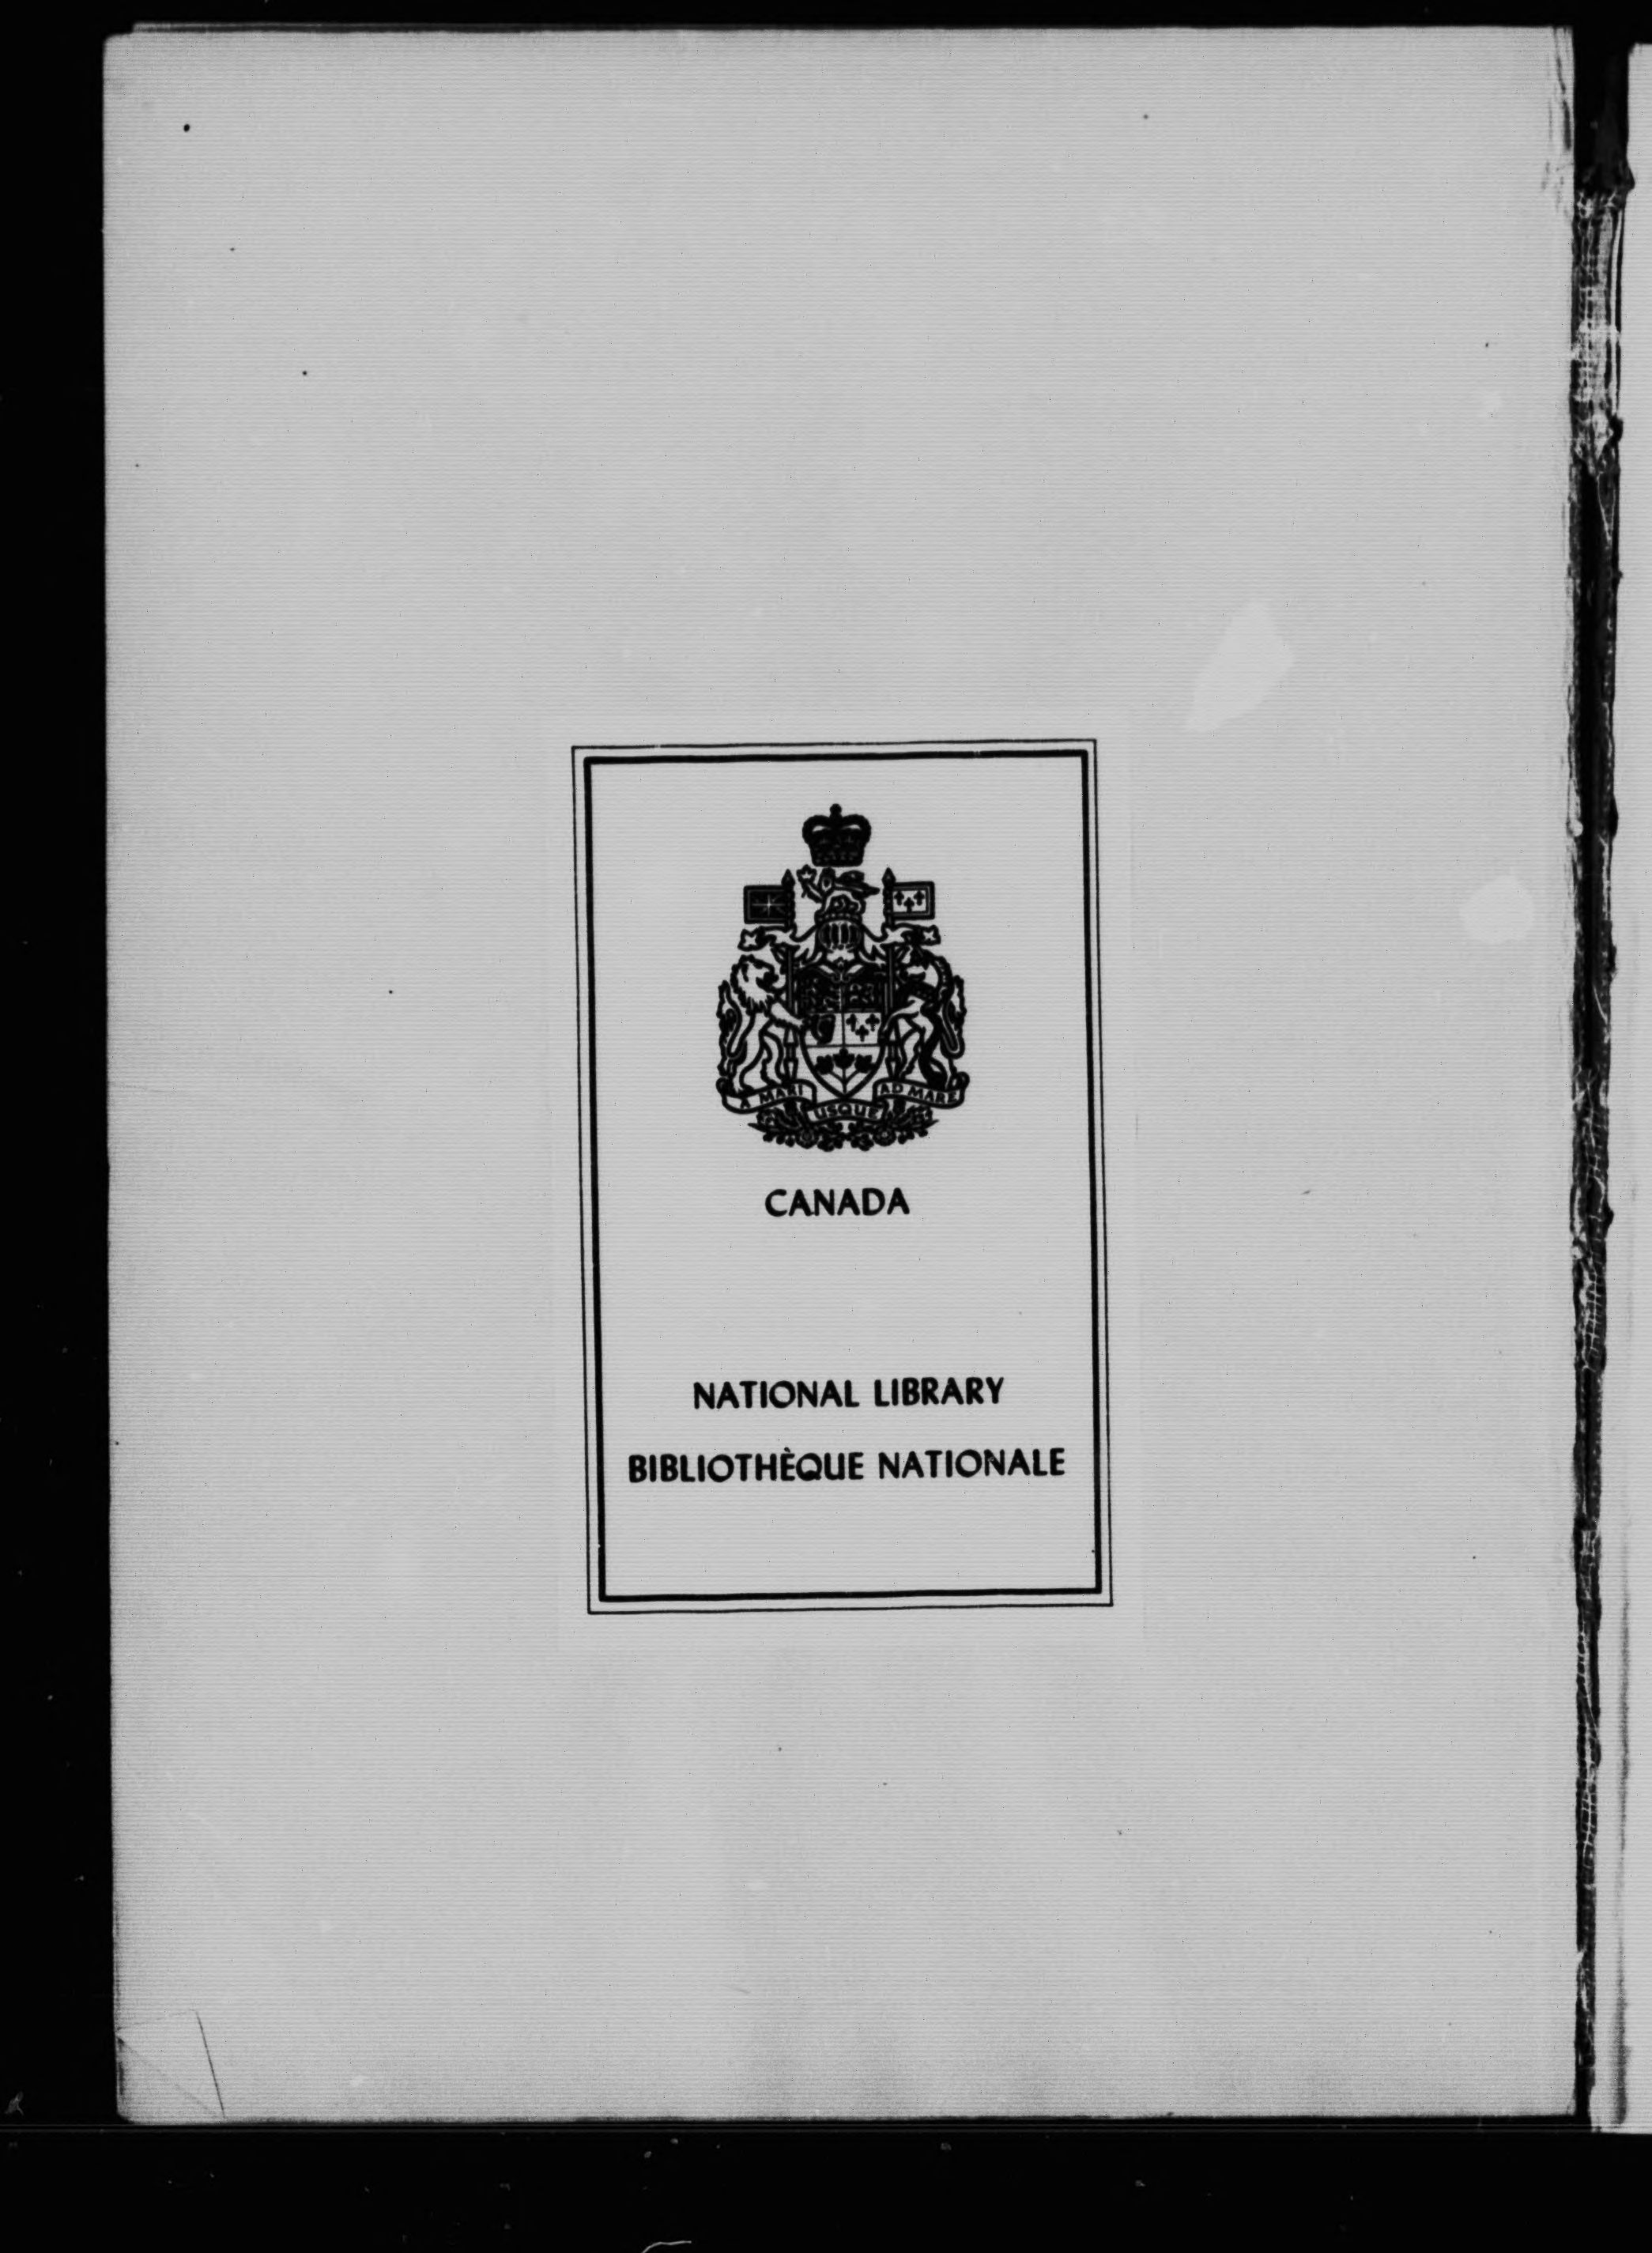 A MARI USQUE AD MARE
CANADA
NATIONAL LIBRARY
BIBLIOTHÈQUE NATIONALE